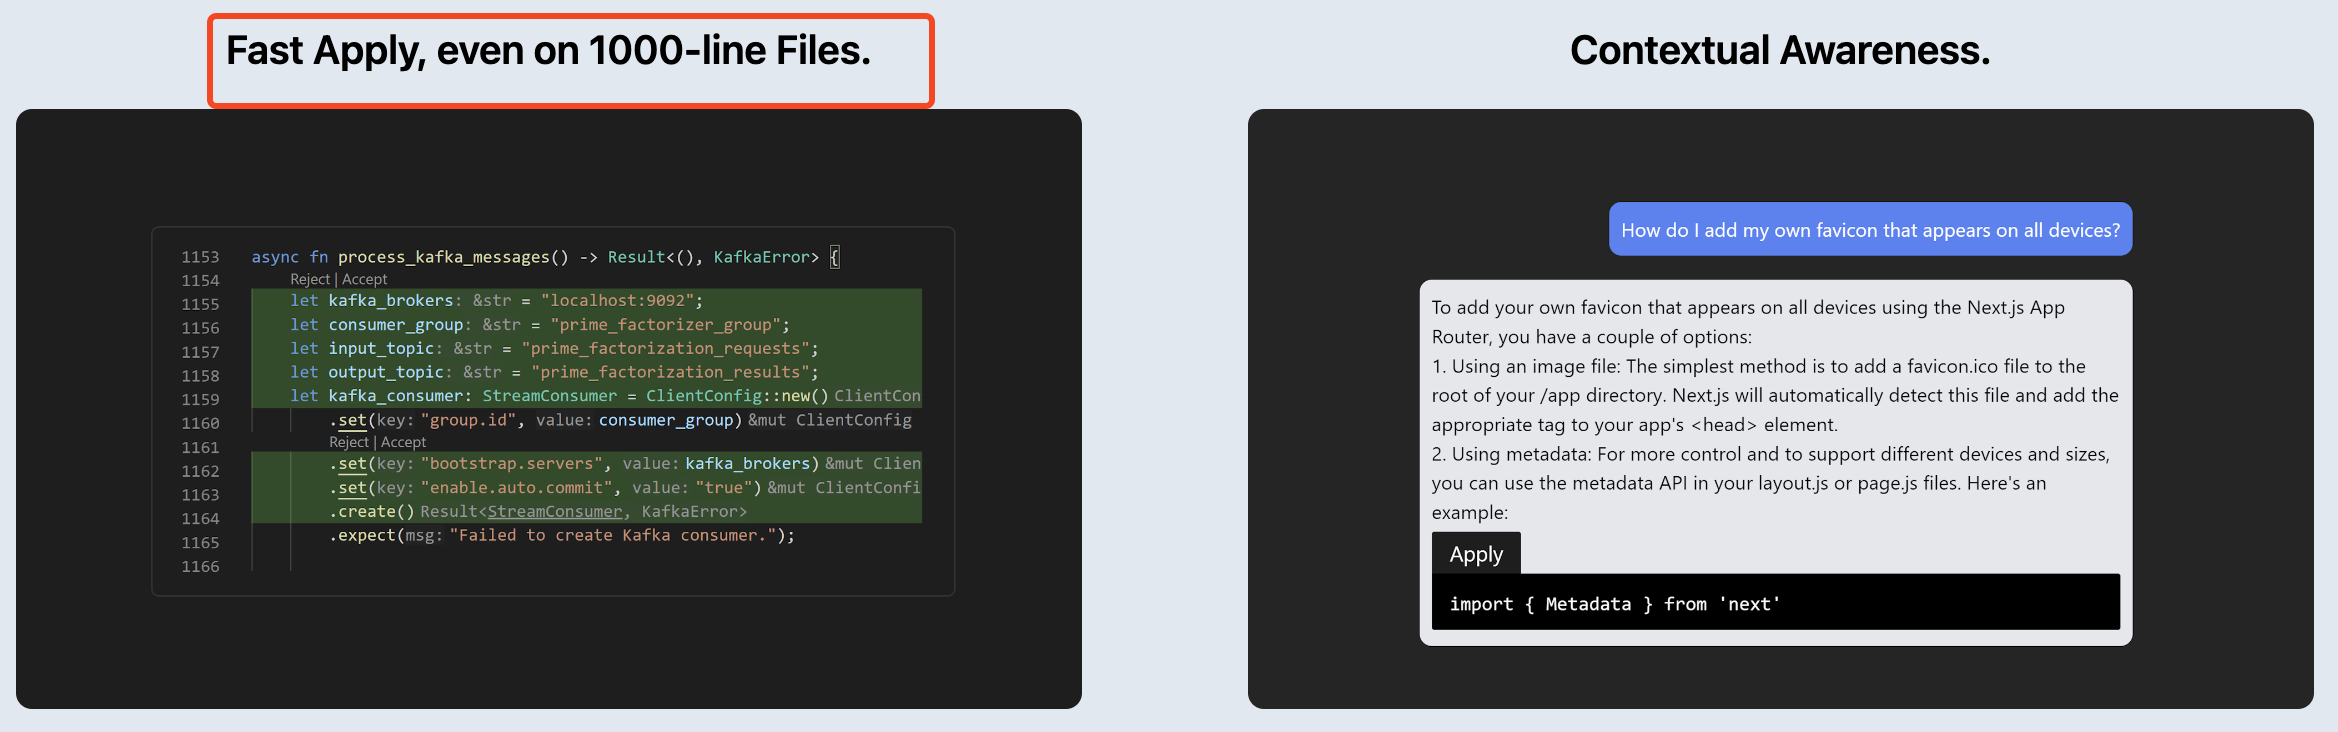 Fast Apply, even on 1000-line Files.
1153 async fn process_kafka_messages() -> Result<(), KafkaError> {
1154 Reject | Accept
1155 let kafka_brokers: &str = "localhost:9092";
1156 let consumer_group: &str = "prime_factorizer_group";
1157 let input_topic: &str = "prime_factorization_requests";
1158 let output_topic: &str = "prime_factorization_results";
1159 let kafka_consumer: StreamConsumer = ClientConfig::new() ClientCon
1160 .set(key: "group.id", value: consumer_group) &mut ClientConfig
1161 Reject | Accept
1162 .set(key: "bootstrap.servers", value: kafka_brokers) &mut Clien
1163 .set(key: "enable.auto.commit", value: "true") &mut ClientConfi
1164 .create() Result<StreamConsumer, KafkaError>
1165 .expect(msg: "Failed to create Kafka consumer.");
1166
Contextual Awareness.
How do I add my own favicon that appears on all devices?
To add your own favicon that appears on all devices using the Next.js App
Router, you have a couple of options:
1. Using an image file: The simplest method is to add a favicon.ico file to the
root of your /app directory. Next.js will automatically detect this file and add the
appropriate tag to your app's <head> element.
2. Using metadata: For more control and to support different devices and sizes,
you can use the metadata API in your layout.js or page.js files. Here's an
example:
Apply
import { Metadata } from 'next'